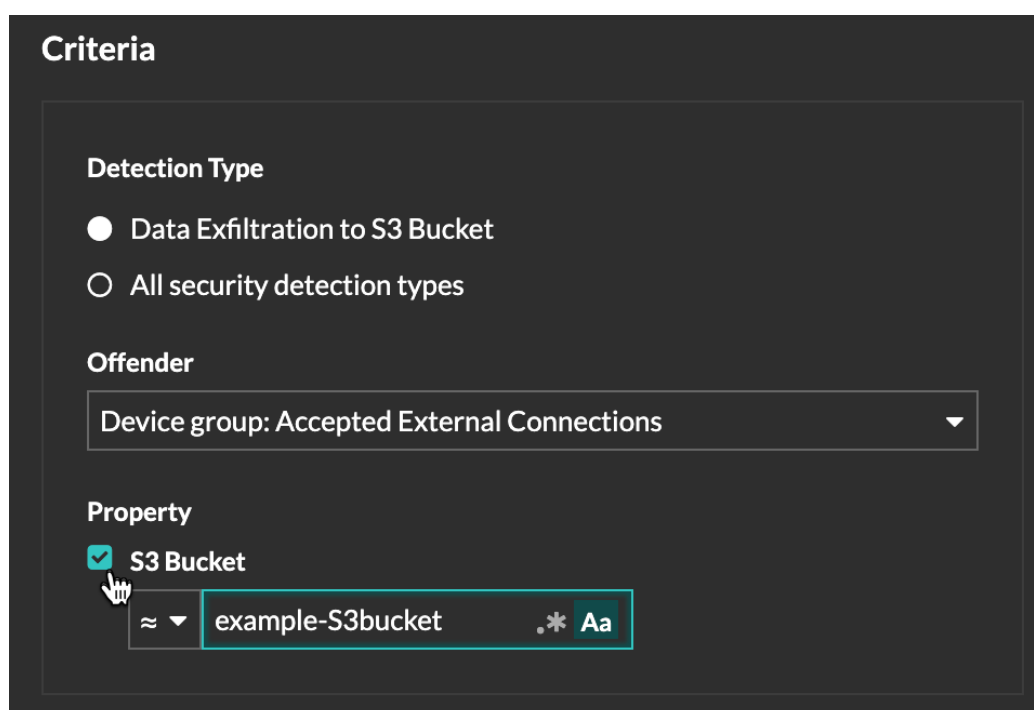 Criteria
Detection Type
Data Exfiltration to S3 Bucket
All security detection types
Offender
Device group: Accepted External Connections
Property
S3 Bucket
≈ example-S3bucket .* Aa